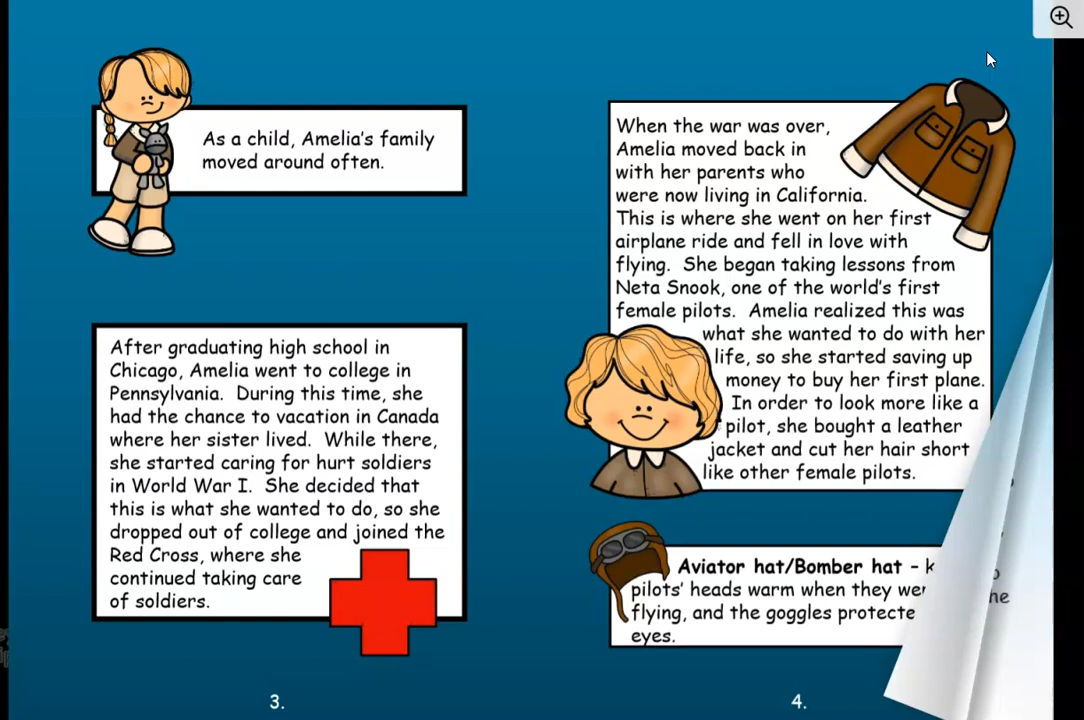 As a child, Amelia's family
moved around often.
After graduating high school in
Chicago, Amelia went to college in
Pennsylvania. During this time, she
had the chance to vacation in Canada
where her sister lived. While there,
she started caring for hurt soldiers
in World War I. She decided that
this is what she wanted to do, so she
dropped out of college and joined the
Red Cross, where she
continued taking care
of soldiers.
3.
When the war was over,
Amelia moved back in
with her parents who
were now living in California.
This is where she went on her first
airplane ride and fell in love with
flying. She began taking lessons from
Neta Snook, one of the world's first
female pilots. Amelia realized this was
what she wanted to do with her
life, so she started saving up
money to buy her first plane.
In order to look more like a
pilot, she bought a leather
jacket and cut her hair short
like other female pilots.
Aviator hat/Bomber hat -
pilots' heads warm when they
flying, and the goggles
eyes.
4.